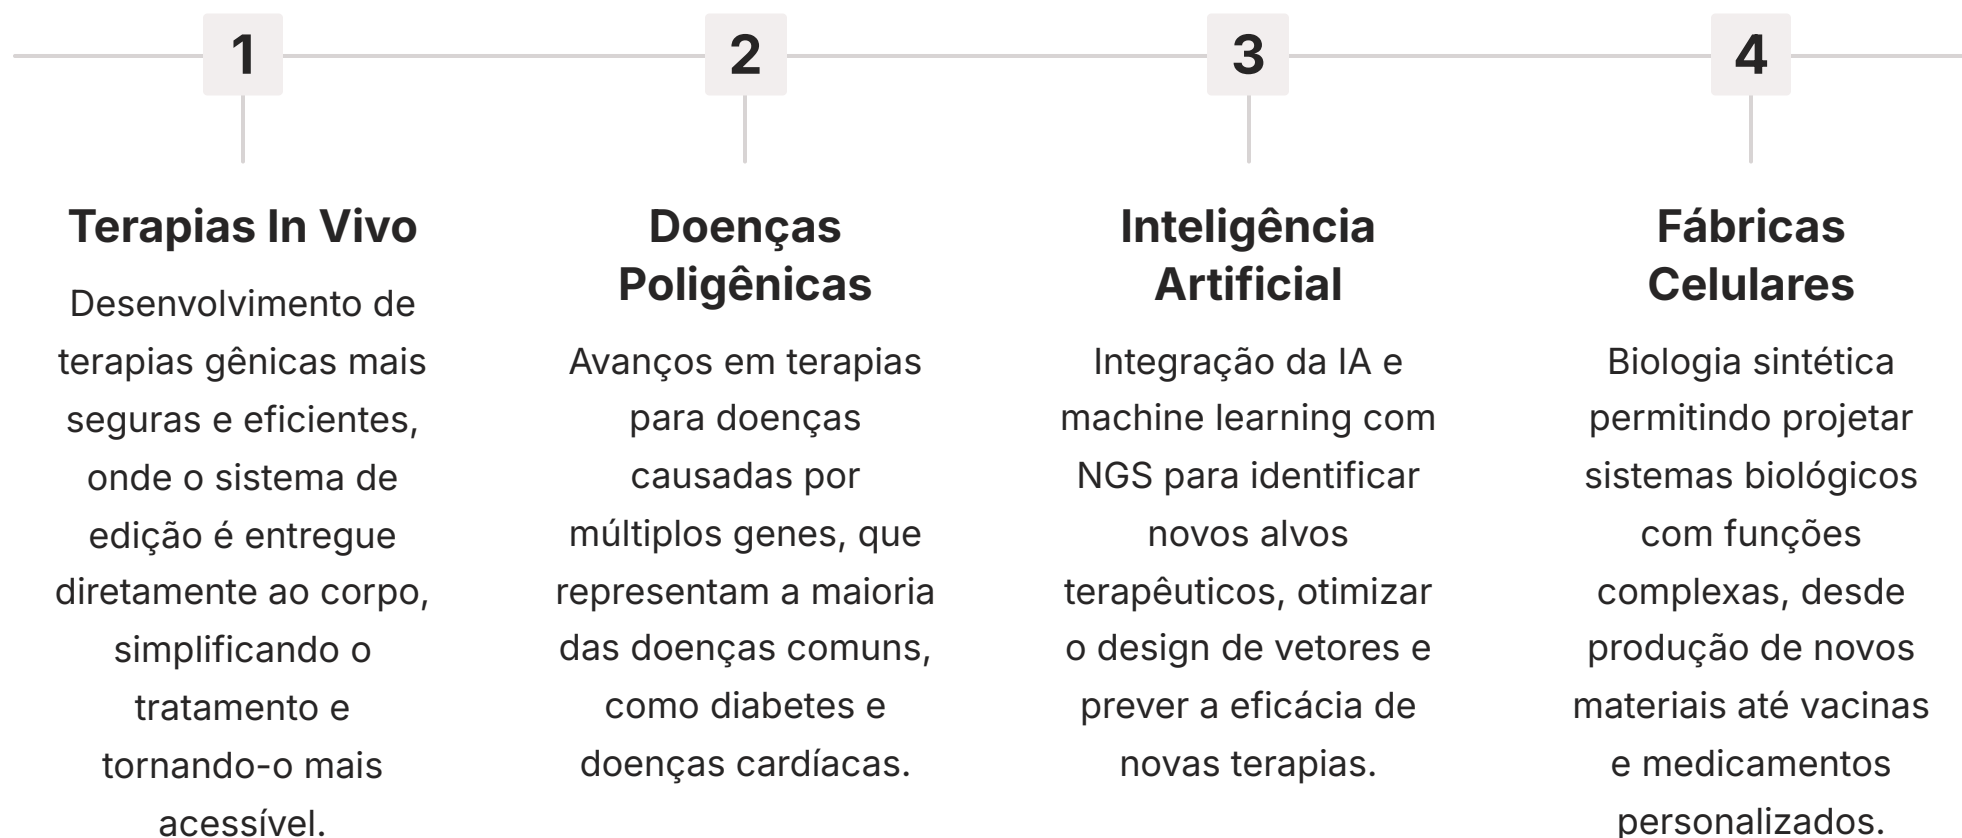 1
Terapias In Vivo
Desenvolvimento de
terapias gênicas mais
seguras e eficientes,
onde o sistema de
edição é entregue
diretamente ao corpo,
simplificando o
tratamento e
tornando-o mais
acessível.
2
Doenças
Poligênicas
Avanços em terapias
para doenças
causadas por
múltiplos genes, que
representam a maioria
das doenças comuns,
como diabetes e
doenças cardíacas.
3
Inteligência
Artificial
Integração da IA e
machine learning com
NGS para identificar
novos alvos
terapêuticos, otimizar
o design de vetores e
prever a eficácia de
novas terapias.
4
Fábricas
Celulares
Biologia sintética
permitindo projetar
sistemas biológicos
com funções
complexas, desde
produção de novos
materiais até vacinas
e medicamentos
personalizados.